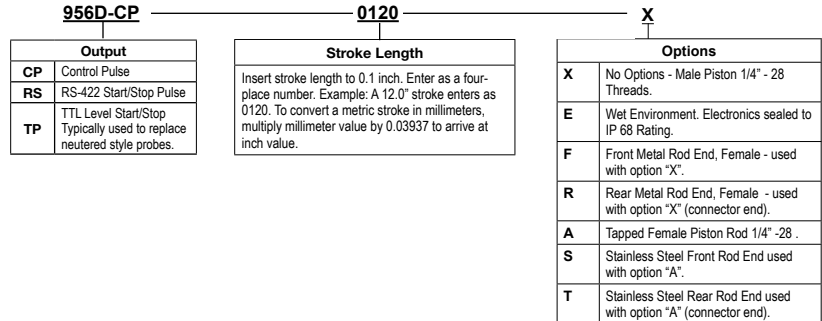 956D-CP 0120 X
Output
CP Control Pulse
RS RS-422 Start/Stop Pulse
TP TTL Level Start/Stop
Typically used to replace
neutered style probes.
Stroke Length
Insert stroke length to 0.1 inch. Enter as a four-
place number. Example: A 12.0” stroke enters as
0120. To convert a metric stroke in millimeters,
multiply millimeter value by 0.03937 to arrive at
inch value.
Options
X No Options - Male Piston 1/4” - 28
Threads.
E Wet Environment. Electronics sealed to
IP 68 Rating.
F Front Metal Rod End, Female - used
with option “X”.
R Rear Metal Rod End, Female - used
with option “X” (connector end).
A Tapped Female Piston Rod 1/4” -28 .
S Stainless Steel Front Rod End used
with option “A”.
T Stainless Steel Rear Rod End used
with option “A” (connector end).